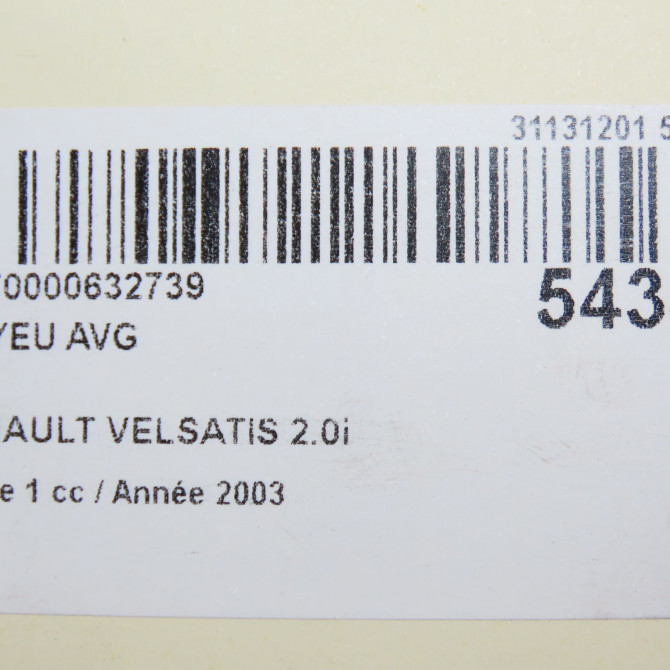 31131201 5
70000632739
543
YEU AVG
AULT VELSATIS 2.0i
e 1 cc / Année 2003